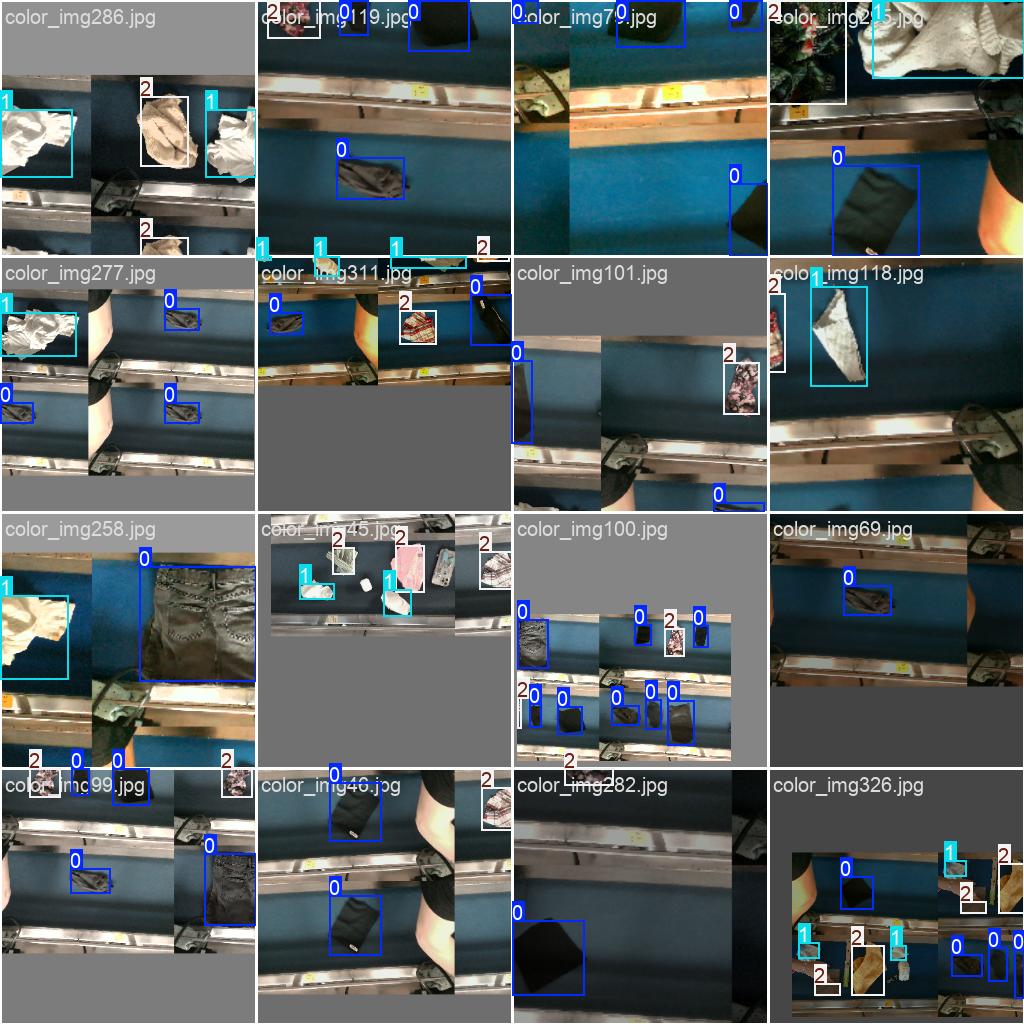 color_img286.jpg
color_img119.jpg
color_img79.jpg
color_img295.jpg
color_img277.jpg
color_img311.jpg
color_img101.jpg
color_img118.jpg
color_img258.jpg
color_img45.jpg
color_img100.jpg
color_img69.jpg
color_img99.jpg
color_img46.jpg
color_img282.jpg
color_img326.jpg